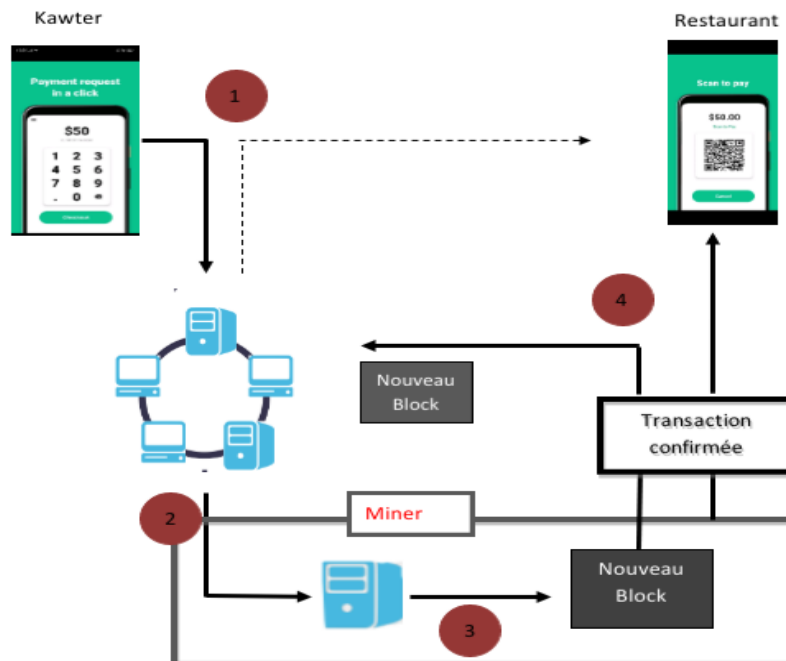 Kawter
Restaurant
Payment request
in a click
$50
1 2 3
4 5 6
7 8 9
. 0
1
Scan to pay
$50.00
Cancel
4
Nouveau
Block
Transaction
confirmée
2
Miner
Nouveau
Block
3